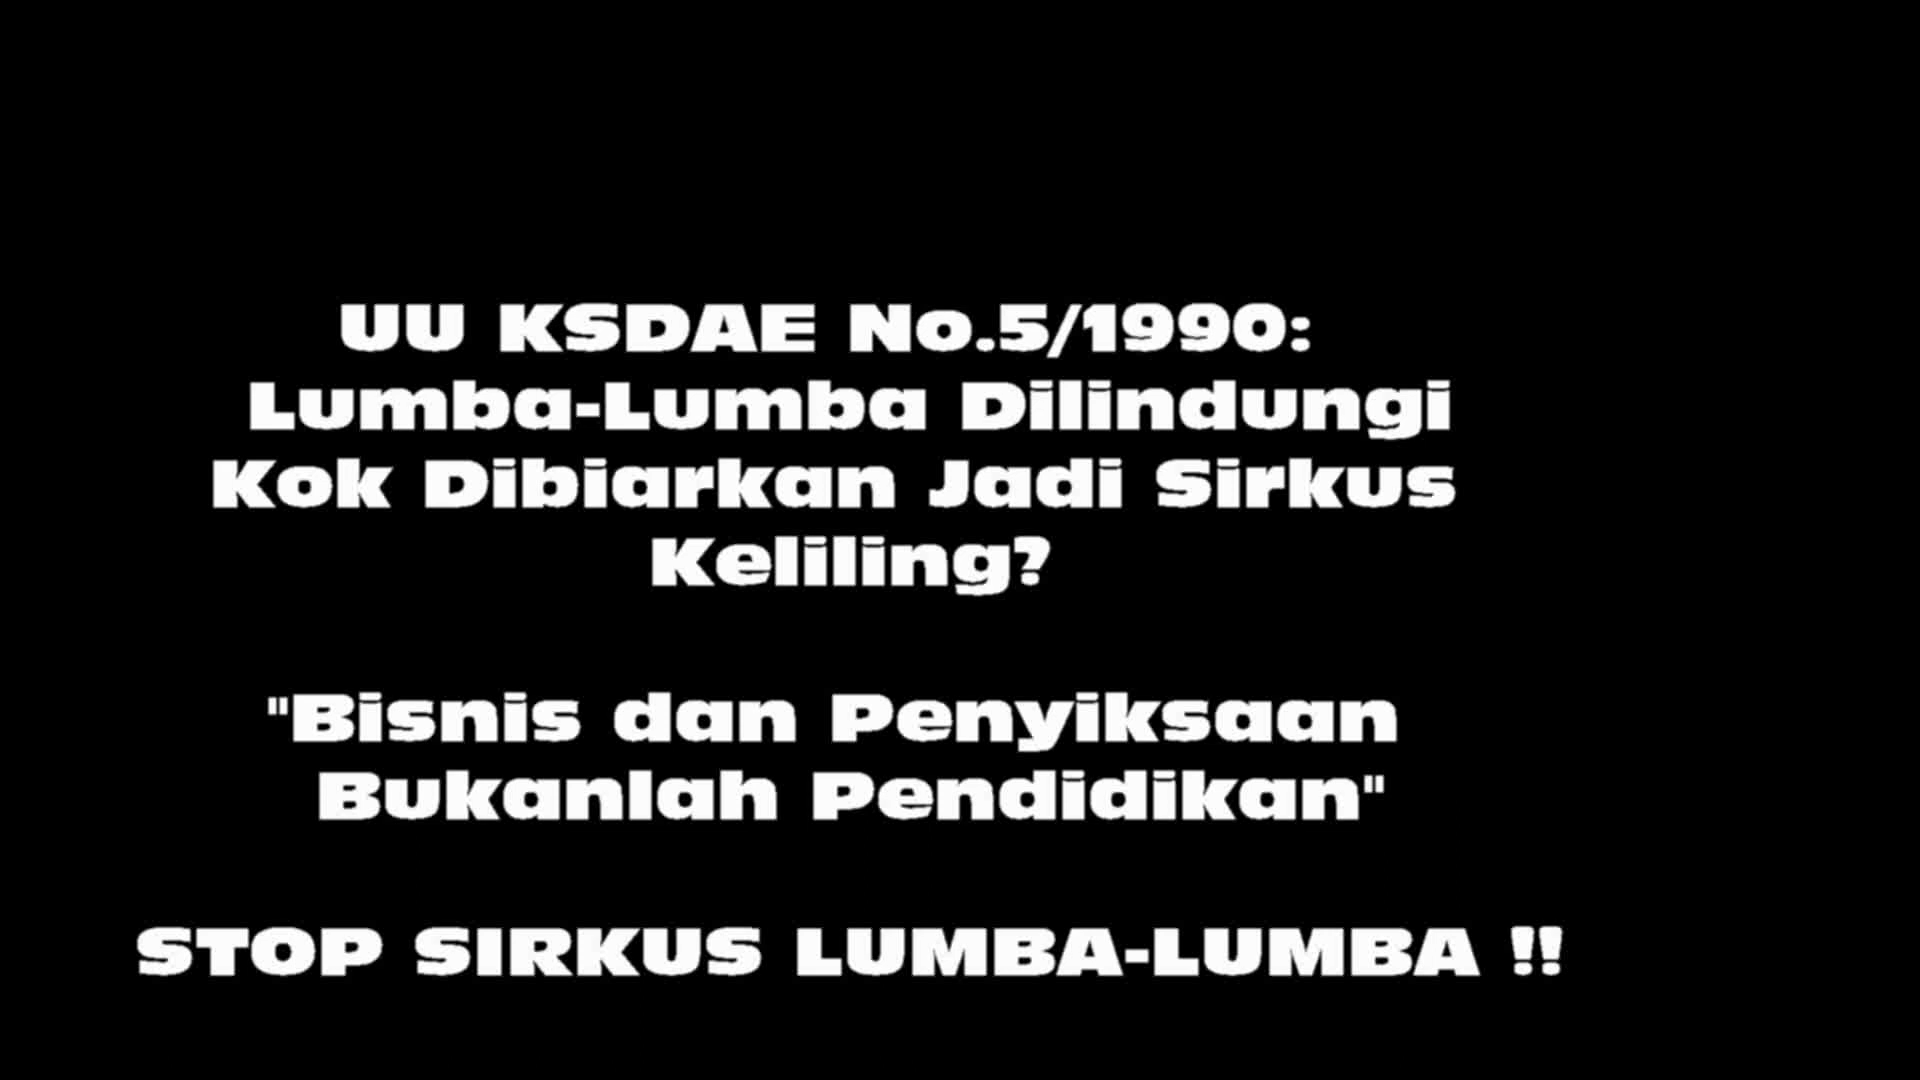 UU KSDAE No.5/1990:
Lumba-Lumba Dilindungi
Kok Dibiarkan Jadi Sirkus
Keliling?
"Bisnis dan Penyiksaan
Bukanlah Pendidikan"
STOP SIRKUS LUMBA-LUMBA !!